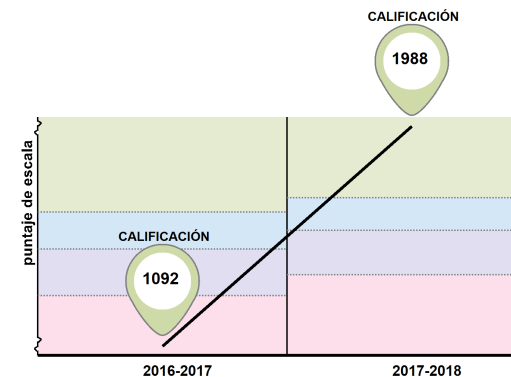 CALIFICACIÓN
1988
puntaje de escala
CALIFICACIÓN
1092
2016-2017
2017-2018